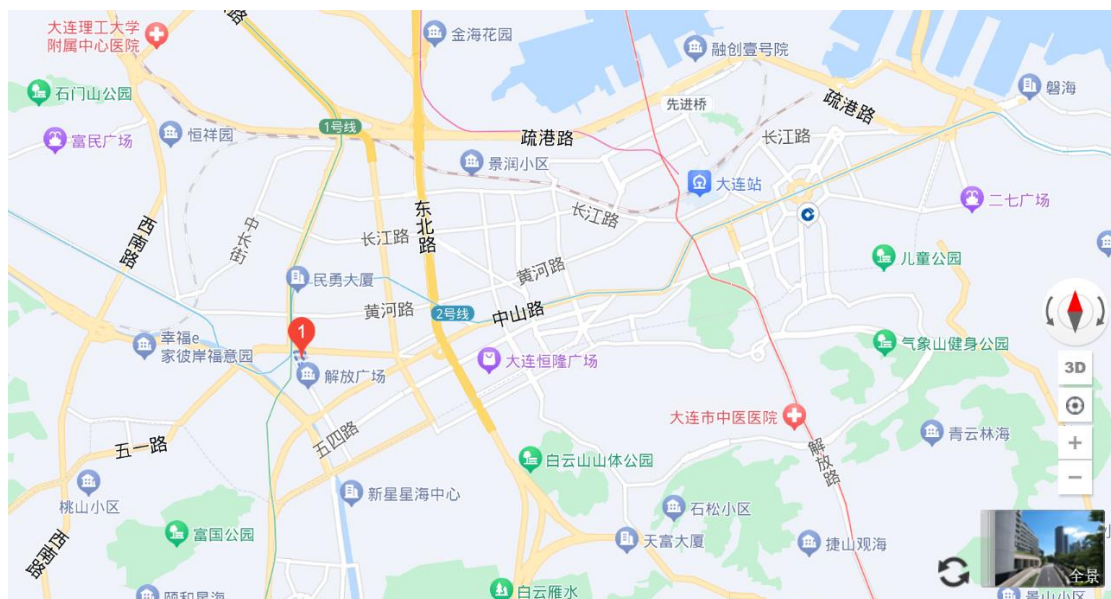 大连理工大学
附属中心医院
金海花园
融创壹号院
石门山公园
磐海
先进桥
疏港路
富民广场
恒祥园
1号线
疏港路
长江路
景润小区
大连站
二七广场
西南路
中长街
东北路
长江路
长江路
儿童公园
民勇大厦
黄河路
黄河路
2号线
中山路
1
幸福e
家彼岸福意园
大连恒隆广场
气象山健身公园
解放广场
3D
大连市中医医院
五一路
五四路
解放路
青云林海
白云山山体公园
桃山小区
新星星海中心
石松小区
富国公园
天富大厦
捷山观海
西南路
全景
颐和星海
白云雁水
景山小区